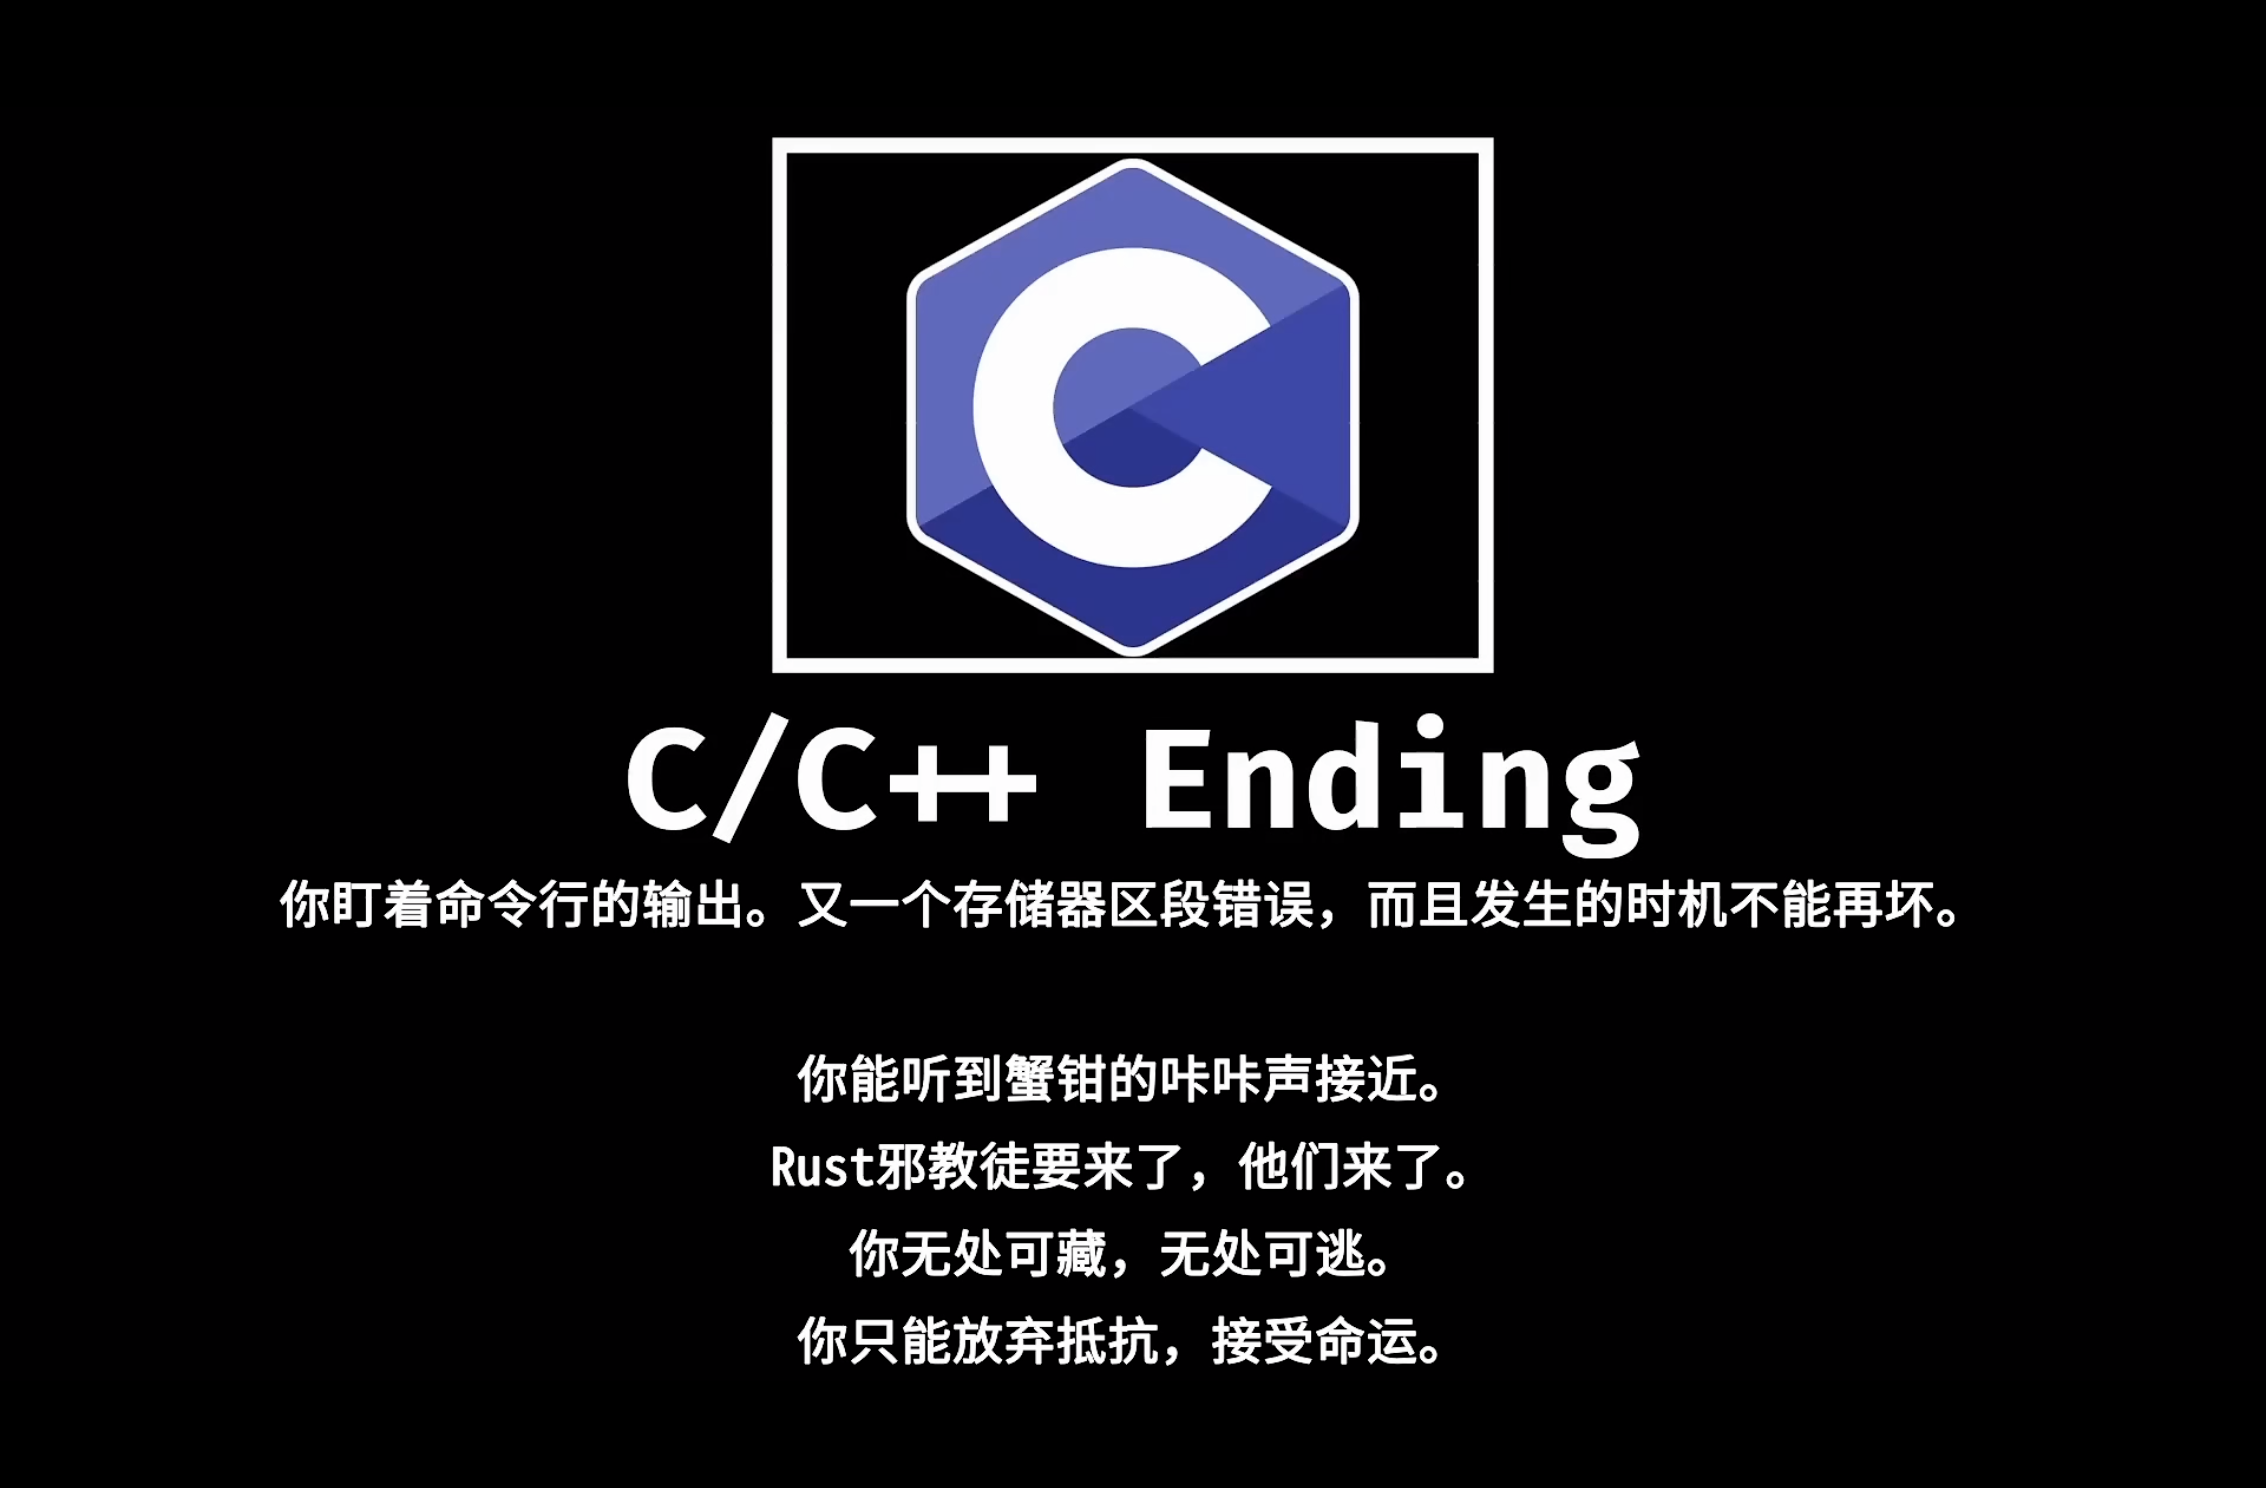 C
C/C++ Ending
你盯着命令行的输出。又一个存储器区段错误，而且发生的时机不能再坏。
你能听到蟹钳的咔咔声接近。
Rust邪教徒要来了，他们来了。
你无处可藏，无处可逃。
你只能放弃抵抗，接受命运。